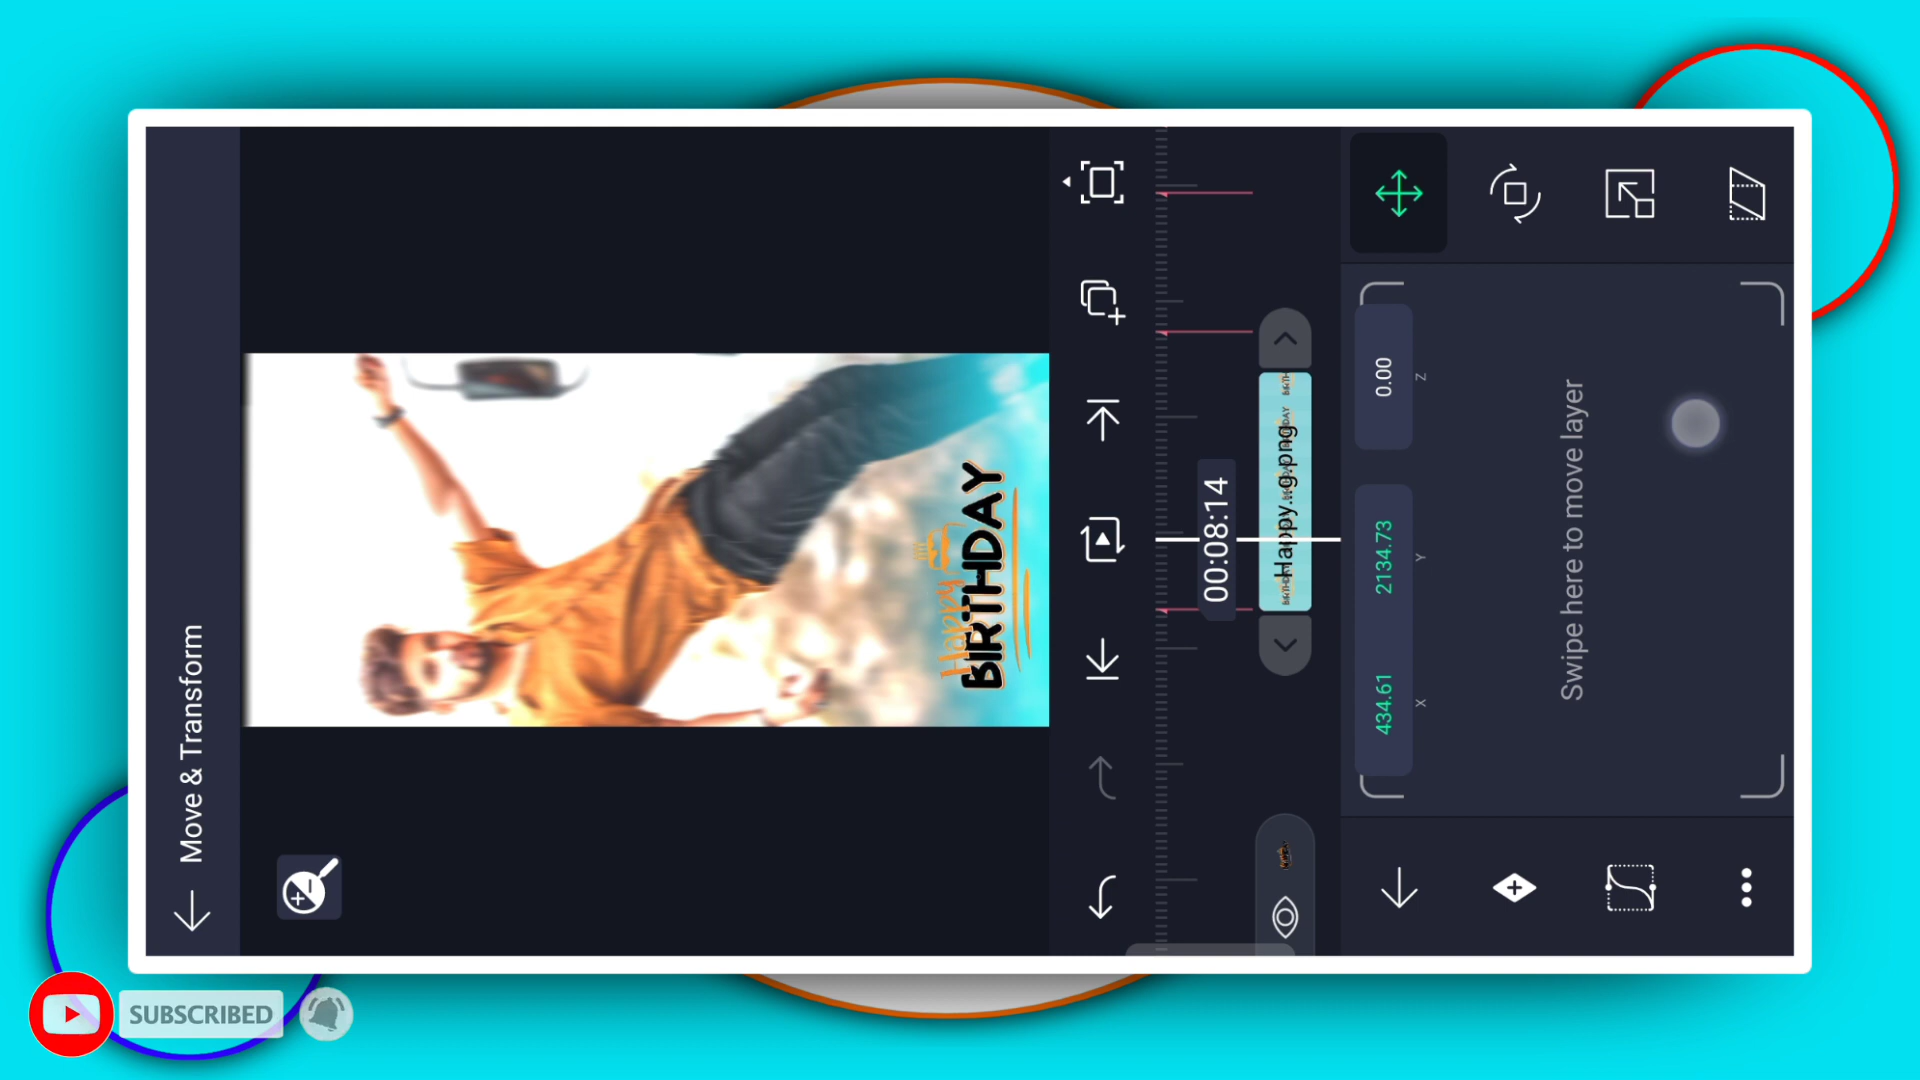 Move & Transform
Happy
BIRTHDAY
00:08:14
Happy...g.png
434.61
X
2134.73
Y
0.00
Z
Swipe here to move layer
SUBSCRIBED